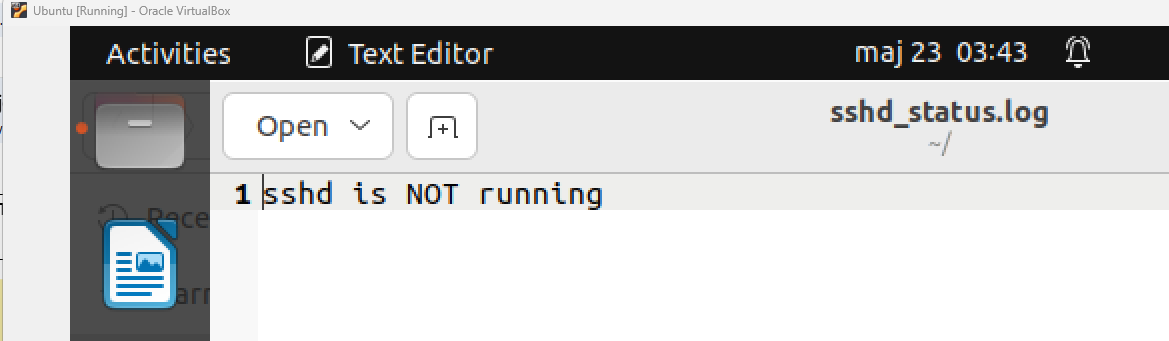 Ubuntu [Running] - Oracle VirtualBox
Activities Text Editor maj 23 03:43
Open sshd_status.log
~/
1 sshd is NOT running